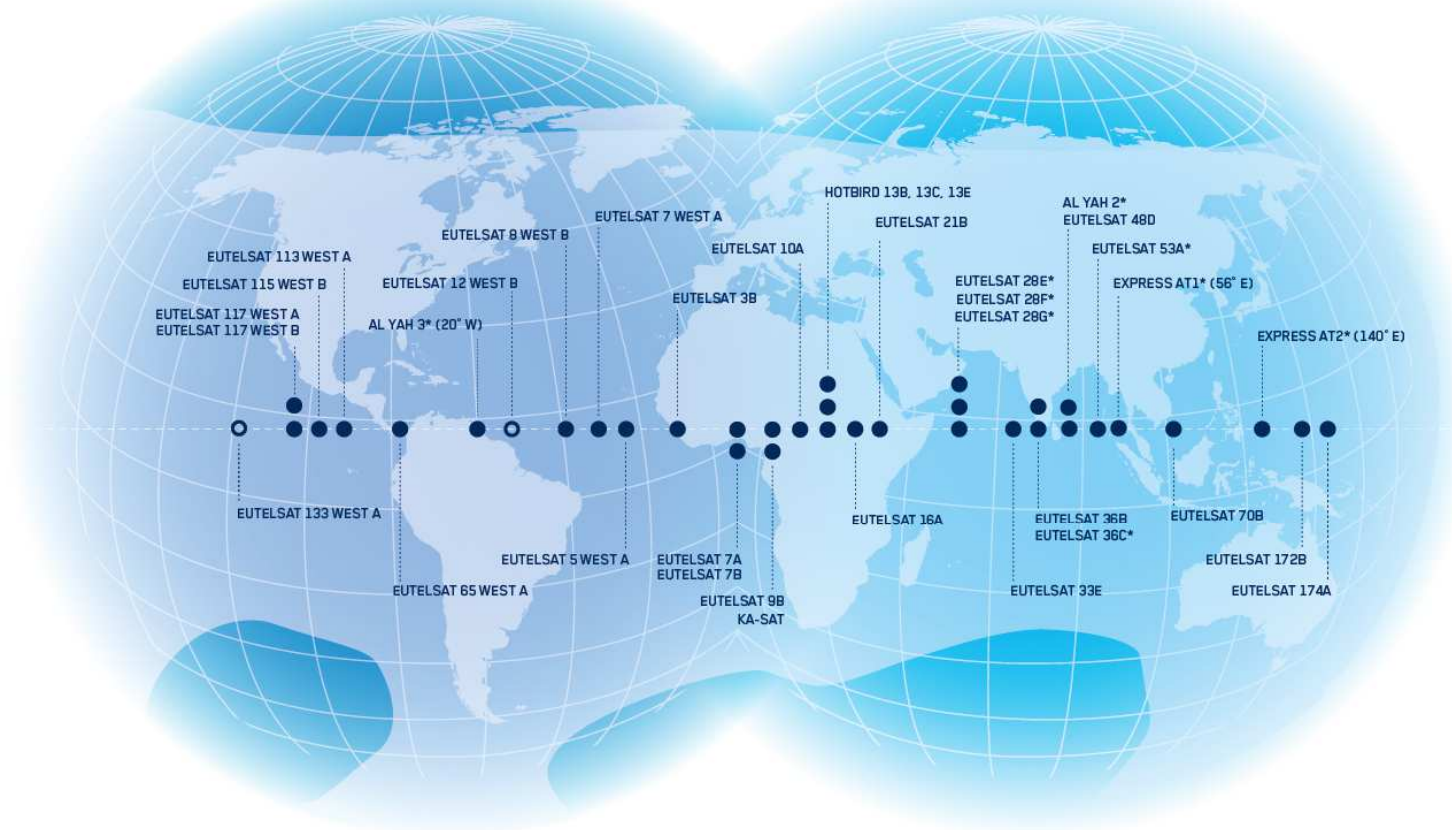 HOTBIRD 13B, 13C, 13E
AL YAH 2*
EUTELSAT 48D
EUTELSAT 7 WEST A
EUTELSAT 21B
EUTELSAT 8 WEST B
EUTELSAT 10A
EUTELSAT 53A*
EUTELSAT 113 WEST A
EUTELSAT 115 WEST B
EUTELSAT 12 WEST B
EUTELSAT 28E*
EUTELSAT 28F*
EUTELSAT 28G*
EXPRESS AT1* (56° E)
EUTELSAT 3B
EUTELSAT 117 WEST A
EUTELSAT 117 WEST B
AL YAH 3* (20° W)
EXPRESS AT2* (140° E)
EUTELSAT 133 WEST A
EUTELSAT 16A
EUTELSAT 36B
EUTELSAT 36C*
EUTELSAT 70B
EUTELSAT 5 WEST A
EUTELSAT 7A
EUTELSAT 7B
EUTELSAT 172B
EUTELSAT 65 WEST A
EUTELSAT 9B
KA-SAT
EUTELSAT 33E
EUTELSAT 174A